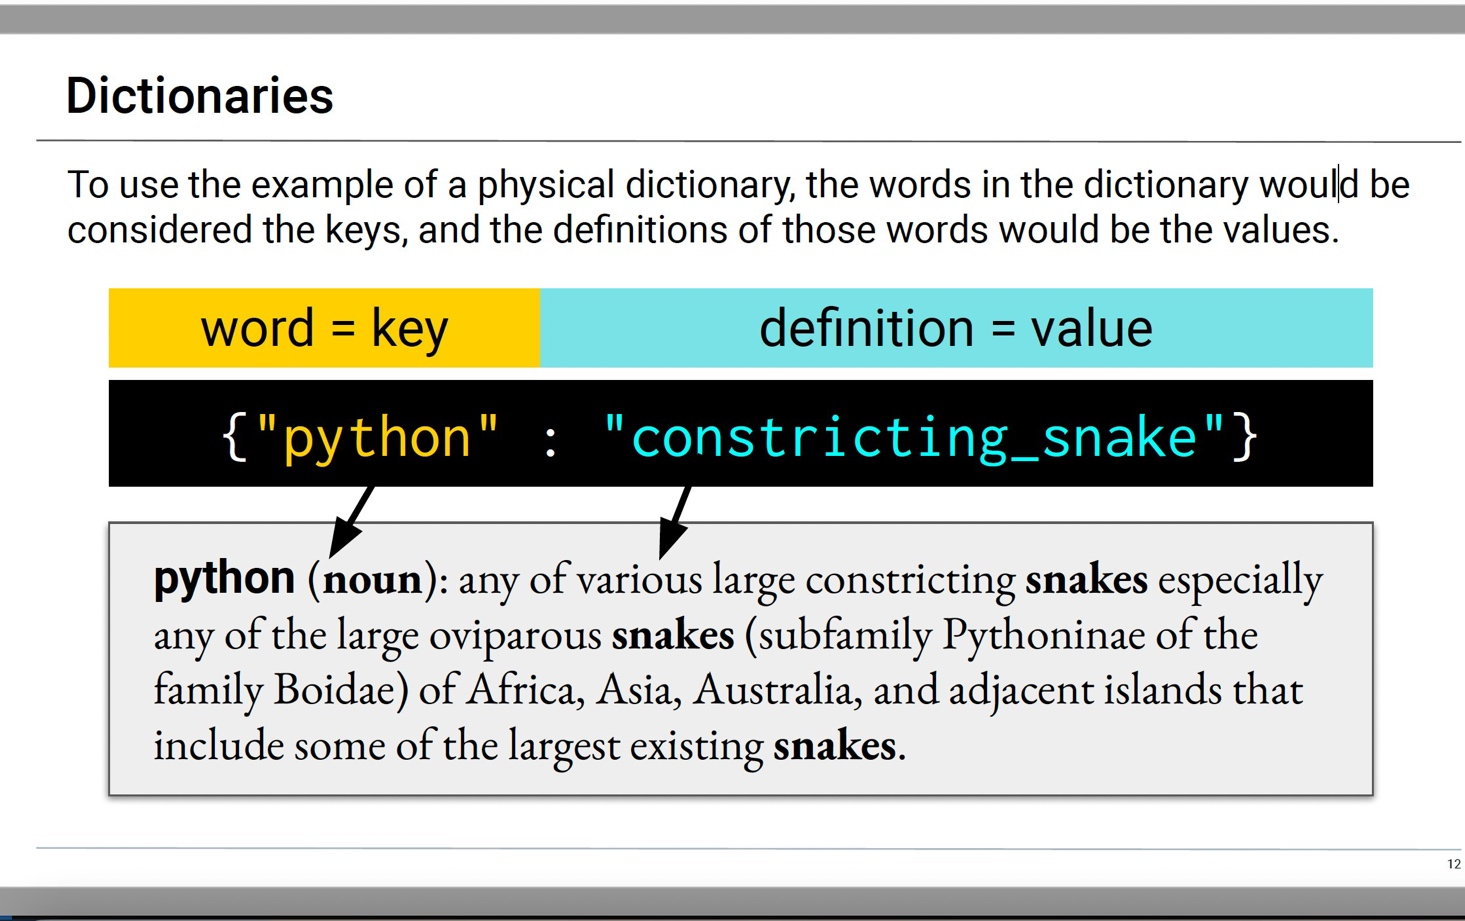 Dictionaries
To use the example of a physical dictionary, the words in the dictionary would be
considered the keys, and the definitions of those words would be the values.
word = key
definition = value
{"python" : "constricting_snake"}
python (noun): any of various large constricting snakes especially
any of the large oviparous snakes (subfamily Pythoninae of the
family Boidae) of Africa, Asia, Australia, and adjacent islands that
include some of the largest existing snakes.
12